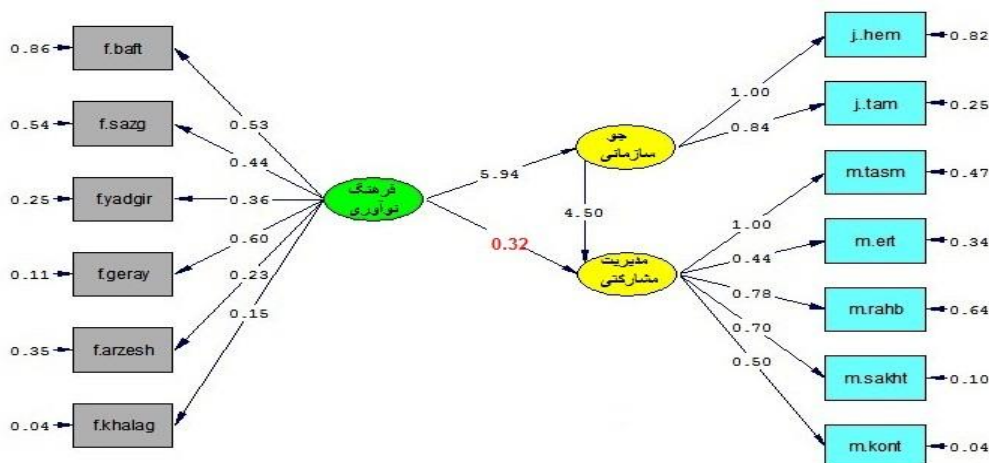 0.86
f.baft
0.54
f.sazg
0.25
f.yadgir
0.11
f.geray
0.35
f.arzesh
0.04
f.khalag
0.53
0.44
0.36
0.60
0.23
0.15
فرهنگ
نوآوری
5.94
0.32
جو
سازمانی
4.50
مدیریت
مشارکتی
1.00
0.84
1.00
0.44
0.78
0.70
0.50
j..hem
0.82
j..tam
0.25
m.tasm
0.47
m.ert
0.34
m.rahb
0.64
m.sakht
0.10
m.kont
0.04